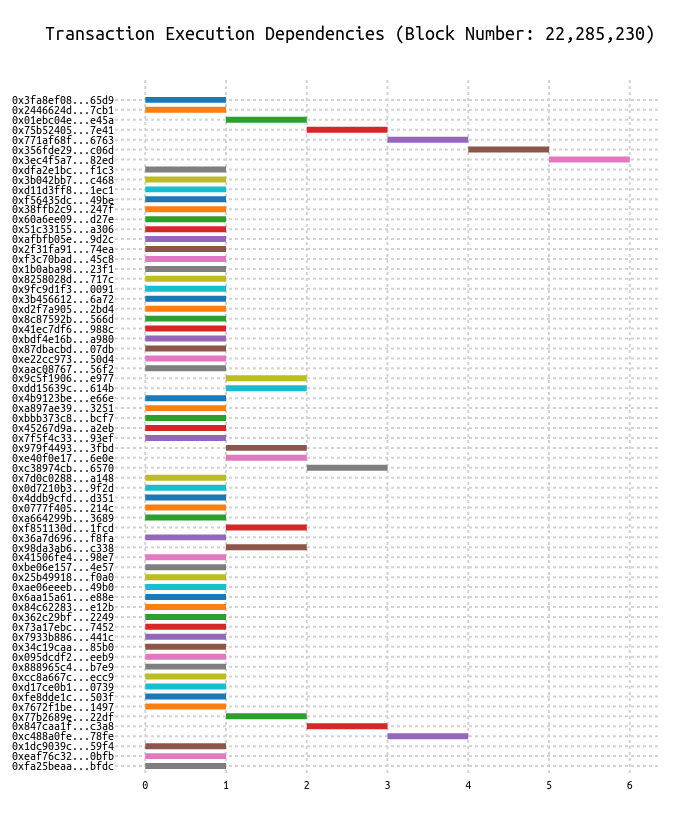 Transaction Execution Dependencies (Block Number: 22,285,230)
0x3fa8ef08...65d9
0x2446624d...7cb1
0x01ebc04e...e45a
0x75b52405...7e41
0x771af68f...6763
0x356fde29...c06d
0x3ec4f5a7...82ed
0xdfa2e1bc...f1c3
0x3b042bb7...c468
0xd11d3ff8...1ec1
0xf56435dc...49be
0x38ffb2c9...247f
0x60a6ee09...d27e
0x51c33155...a306
0xafbfb05e...9d2c
0x2f31fa91...74ea
0xf3c70bad...45c8
0x1b0aba98...23f1
0x8258028d...717c
0x9fc9d1f3...0091
0x3b456612...6a72
0xd2f7a905...2bd4
0x8c87592b...566d
0x41ec7df6...988c
0xbdf4e16b...a980
0x87dbacbd...07db
0xe22cc973...50d4
0xaac08767...56f2
0x9c5f1906...e977
0xdd15639c...614b
0x4b9123be...e66e
0xa897ae39...3251
0xbbb373c8...bcf7
0x45267d9a...a2eb
0x7f5f4c33...93ef
0x979f4493...3fbd
0xe40f0e17...6e0e
0xc38974cb...6570
0x7d0c0288...a148
0x0d7210b3...9f2d
0x4ddb9cfd...d351
0x0777f405...214c
0xa664299b...3689
0xf851130d...1fcd
0x36a7d696...f8fa
0x98da3ab6...c338
0x41506fe4...98e7
0xbe06e157...4e57
0x25b49918...f0a0
0xae06eeeb...49b0
0x6aa15a61...e88e
0x84c62283...e12b
0x362c29bf...2249
0x73a17ebc...7452
0x7933b886...441c
0x34c19caa...85b0
0x095dcdf2...eeb9
0x888965c4...b7e9
0xcc8a667c...ecc9
0xd17ce0b1...0739
0xfe8dde1c...503f
0x7672f1be...1497
0x77b2689e...22df
0x847caa1f...c3a8
0xc488a0fe...78fe
0x1dc9039c...59f4
0xeaf76c32...0bfb
0xfa25beaa...bfdc
0 1 2 3 4 5 6